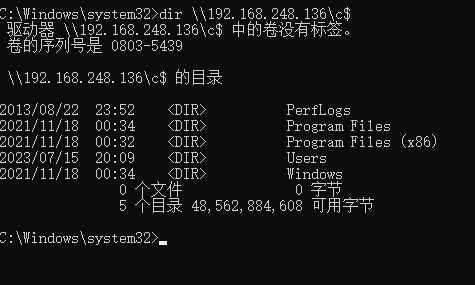 C:\Windows\system32>dir \\192.168.248.136\c$
驱动器 \\192.168.248.136\c$ 中的卷没有标签。
卷的序列号是 0803-5439
\\192.168.248.136\c$ 的目录
2013/08/22  23:52    <DIR>          PerfLogs
2021/11/18  00:34    <DIR>          Program Files
2021/11/18  00:32    <DIR>          Program Files (x86)
2023/07/15  20:09    <DIR>          Users
2021/11/18  00:34    <DIR>          Windows
0 个文件              0 字节
5 个目录 48,562,884,608 可用字节
C:\Windows\system32>